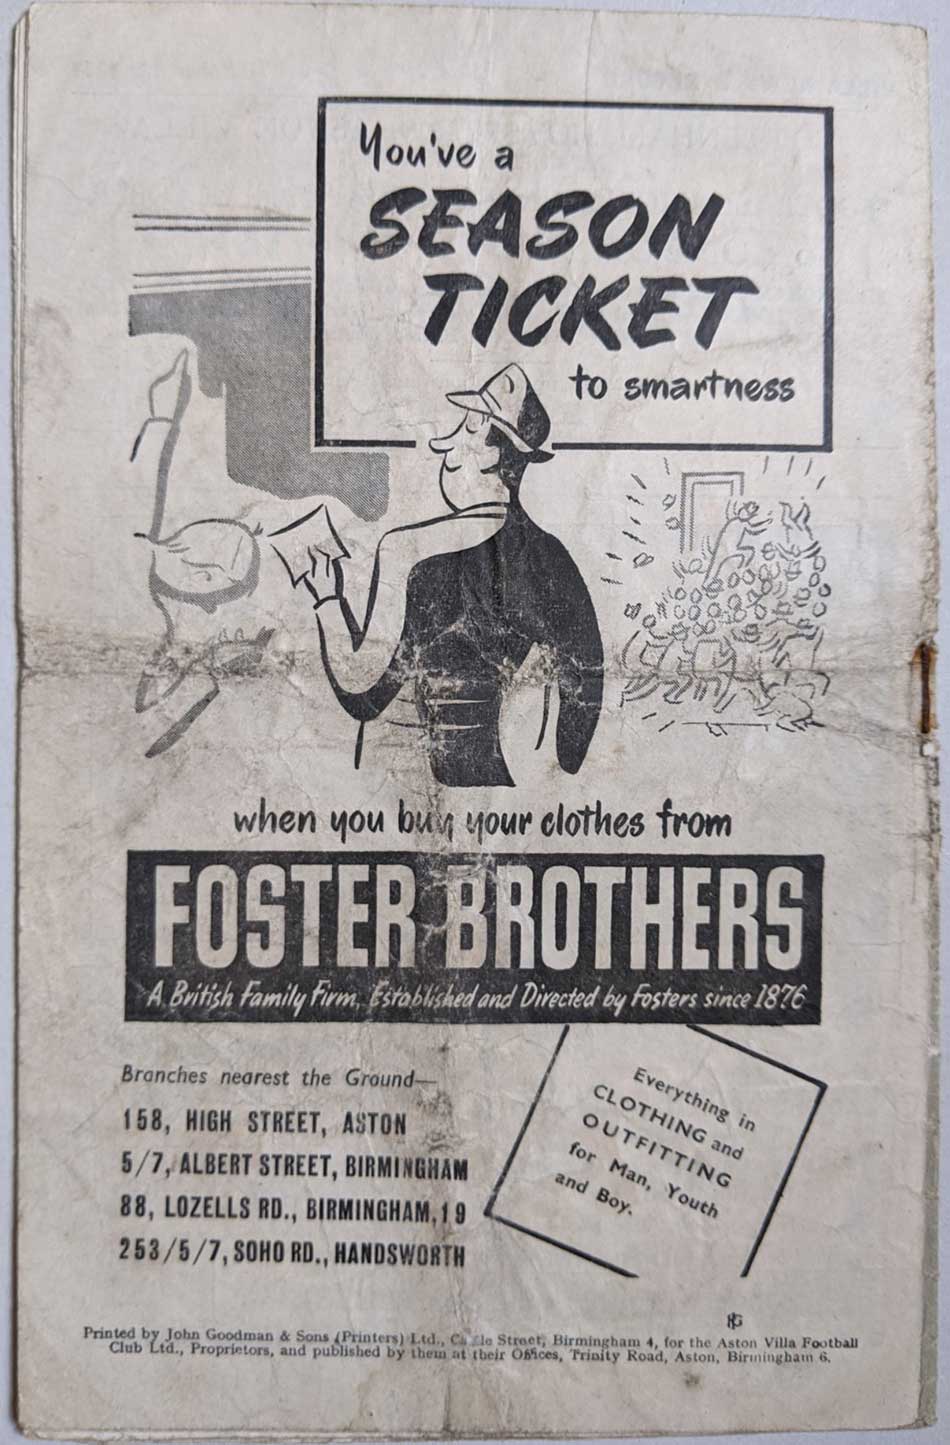 You've a
SEASON
TICKET
to smartness
when you buy your clothes from
FOSTER BROTHERS
A British Family Firm, Established and Directed by Fosters since 1876
Branches nearest the Ground—
158, HIGH STREET, ASTON
5/7, ALBERT STREET, BIRMINGHAM
88, LOZELLS RD., BIRMINGHAM, 19
253/5/7, SOHO RD., HANDSWORTH
Everything in
CLOTHING and
OUTFITTING
for Man, Youth
and Boy.
Printed by John Goodman & Sons (Printers) Ltd., Street, Birmingham 4, for the Aston Villa Football
Club Ltd., Proprietors, and published by them at their Offices, Trinity Road, Aston, Birmingham 6.